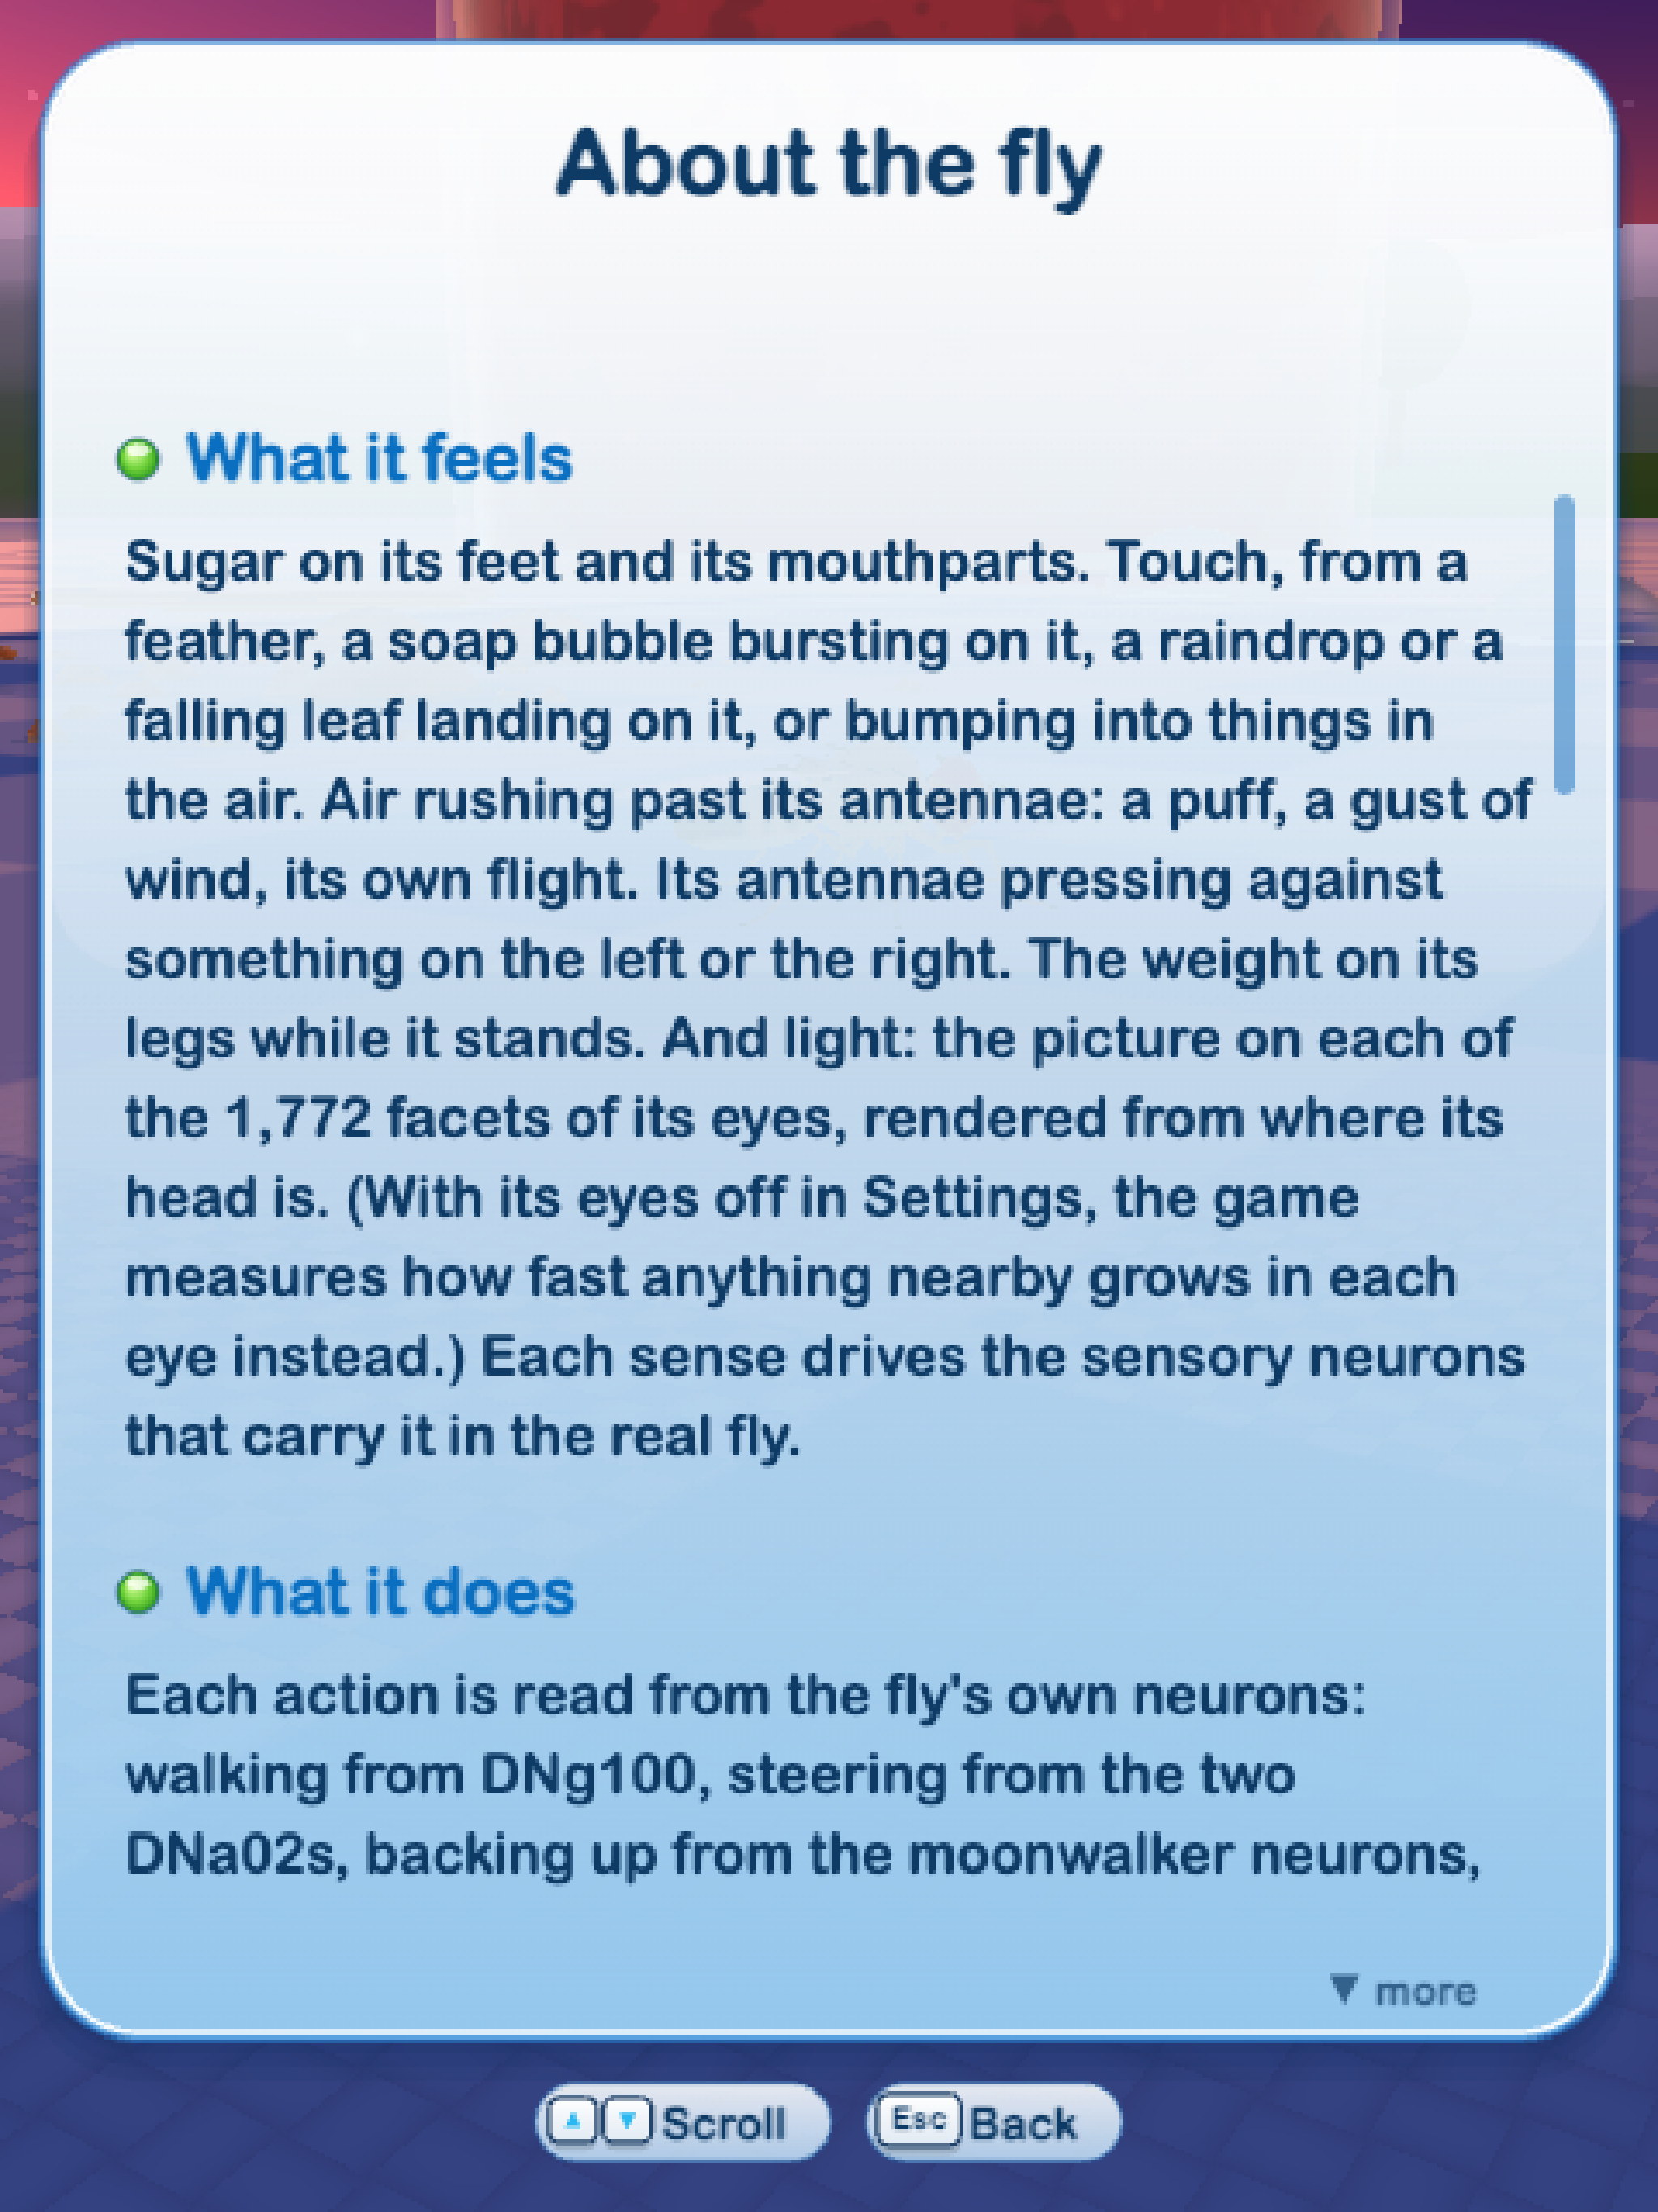 About the fly
What it feels
Sugar on its feet and its mouthparts. Touch, from a
feather, a soap bubble bursting on it, a raindrop or a
falling leaf landing on it, or bumping into things in
the air. Air rushing past its antennae: a puff, a gust of
wind, its own flight. Its antennae pressing against
something on the left or the right. The weight on its
legs while it stands. And light: the picture on each of
the 1,772 facets of its eyes, rendered from where its
head is. (With its eyes off in Settings, the game
measures how fast anything nearby grows in each
eye instead.) Each sense drives the sensory neurons
that carry it in the real fly.
What it does
Each action is read from the fly's own neurons:
walking from DNg100, steering from the two
DNa02s, backing up from the moonwalker neurons,
▼ more
▲ ▼ Scroll Esc Back